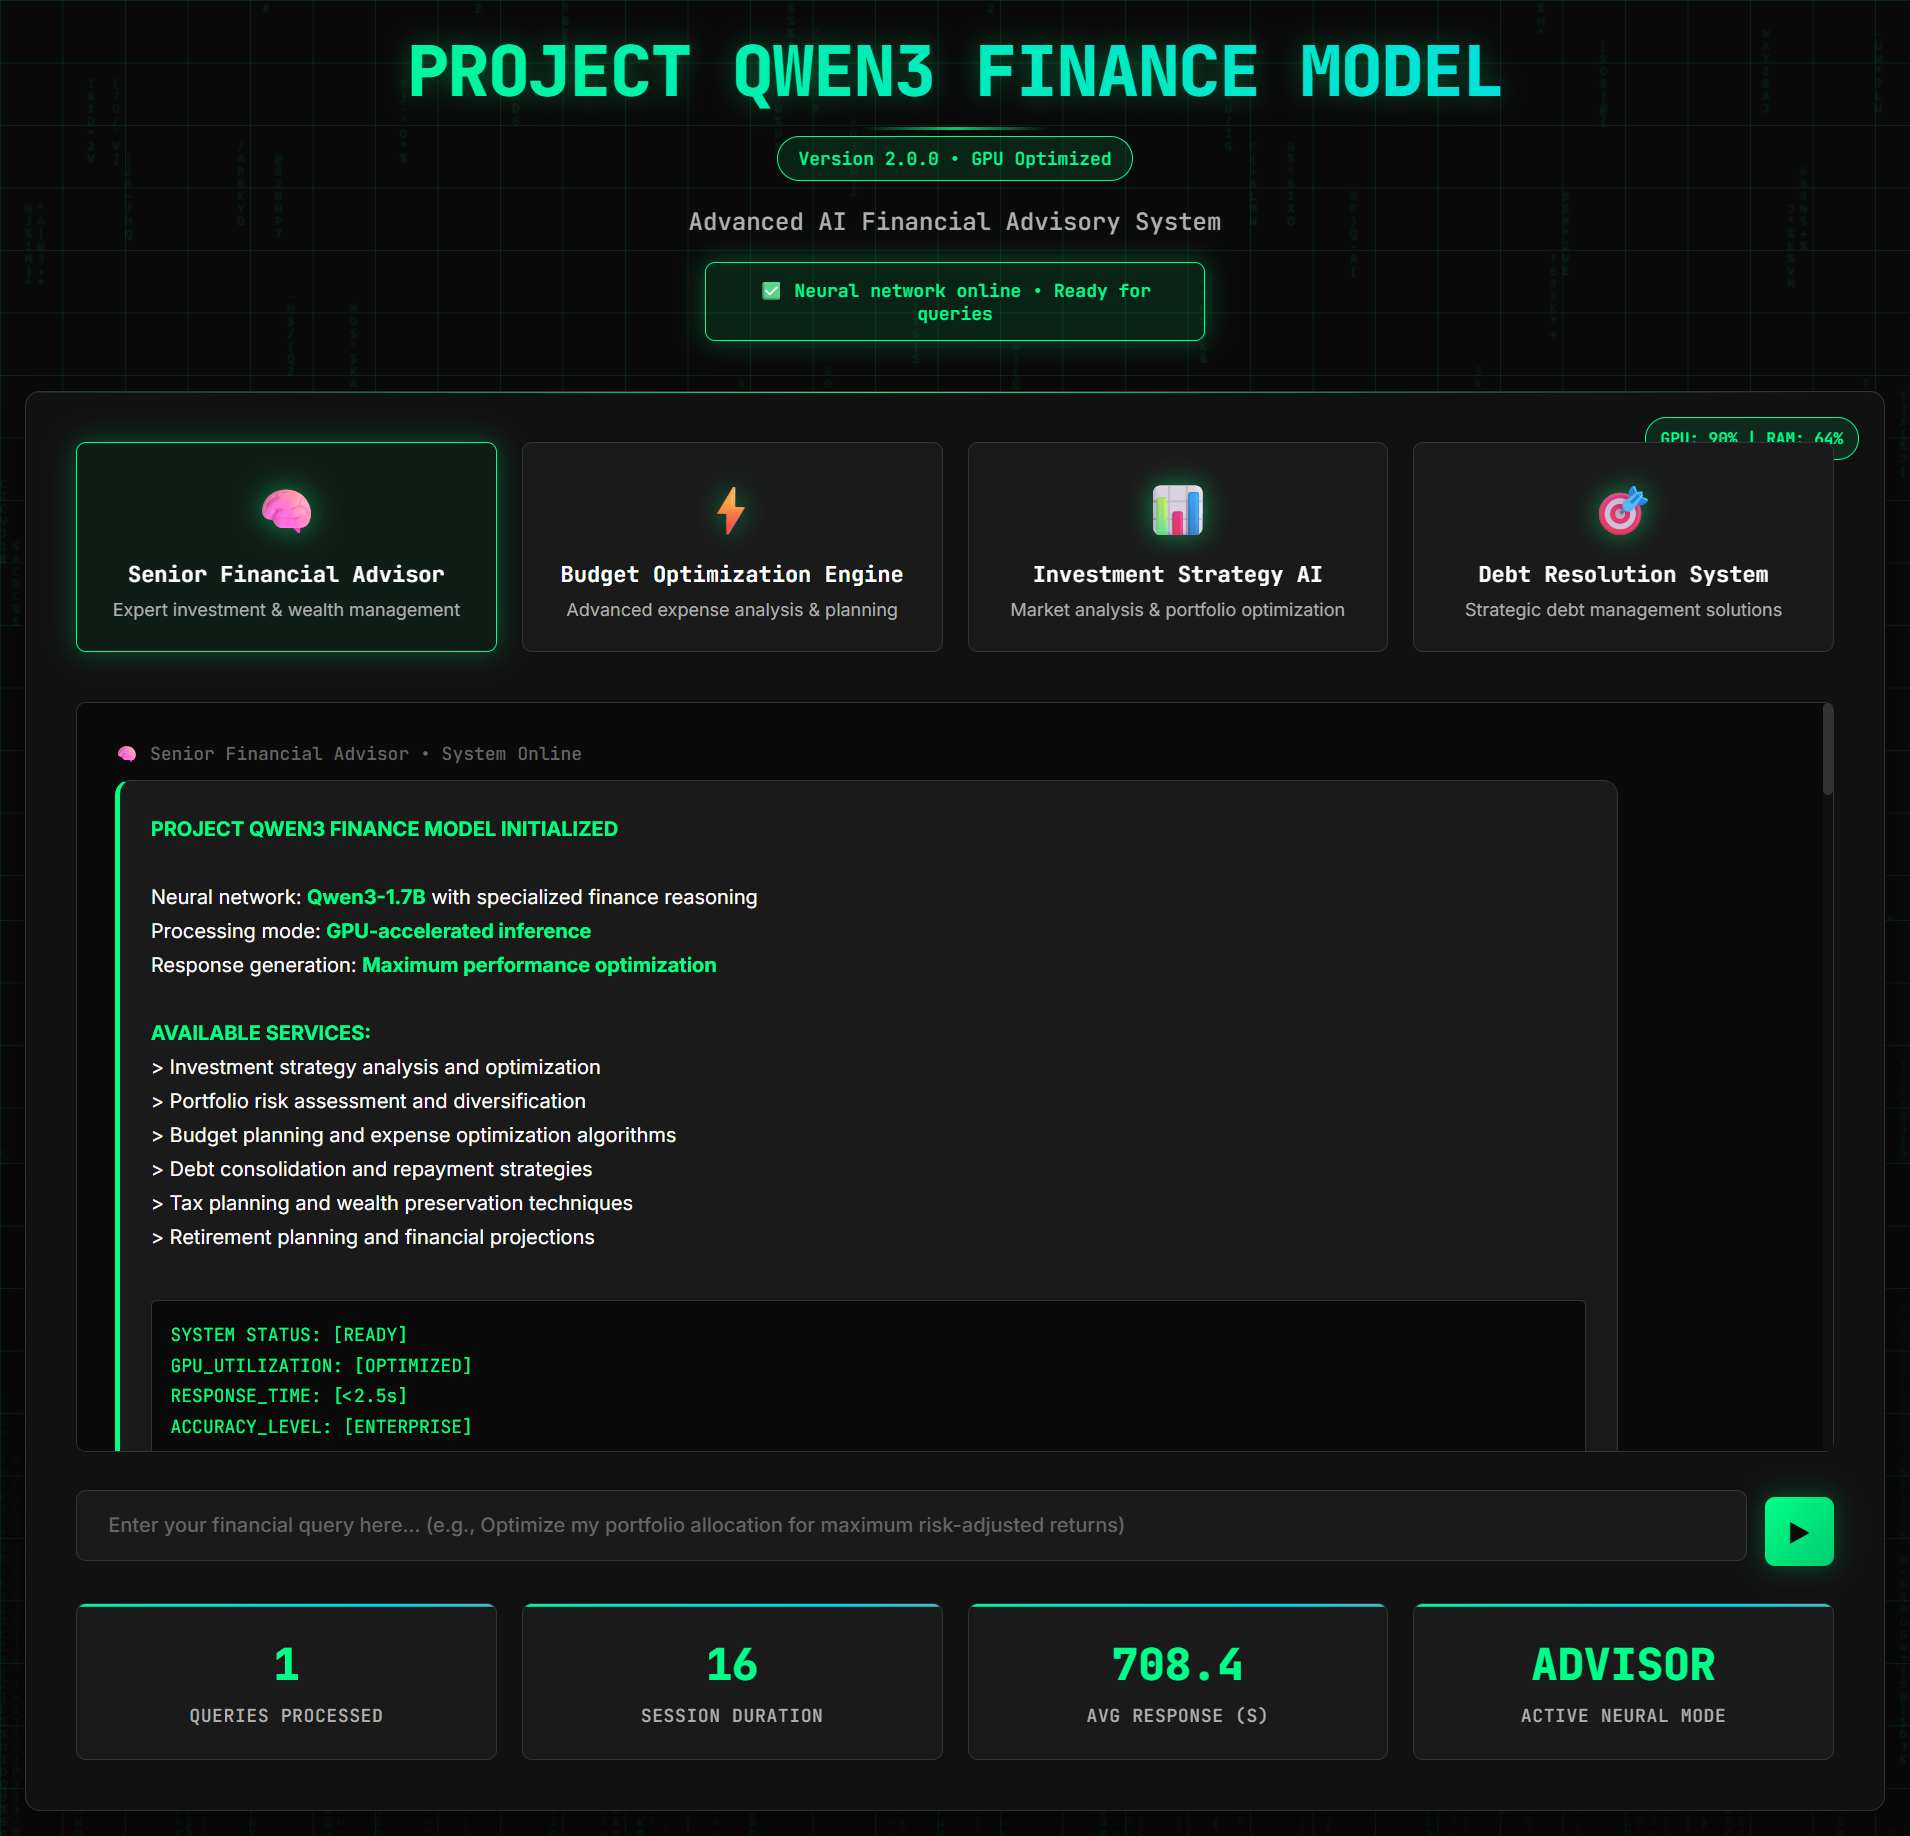 PROJECT QWEN3 FINANCE MODEL
Version 2.0.0 • GPU Optimized
Advanced AI Financial Advisory System
✅ Neural network online • Ready for
queries
GPU: 90% | RAM: 64%
Senior Financial Advisor
Expert investment & wealth management
Budget Optimization Engine
Advanced expense analysis & planning
Investment Strategy AI
Market analysis & portfolio optimization
Debt Resolution System
Strategic debt management solutions
Senior Financial Advisor • System Online
PROJECT QWEN3 FINANCE MODEL INITIALIZED
Neural network: Qwen3-1.7B with specialized finance reasoning
Processing mode: GPU-accelerated inference
Response generation: Maximum performance optimization
AVAILABLE SERVICES:
> Investment strategy analysis and optimization
> Portfolio risk assessment and diversification
> Budget planning and expense optimization algorithms
> Debt consolidation and repayment strategies
> Tax planning and wealth preservation techniques
> Retirement planning and financial projections
SYSTEM STATUS: [READY]
GPU_UTILIZATION: [OPTIMIZED]
RESPONSE_TIME: [<2.5s]
ACCURACY_LEVEL: [ENTERPRISE]
Enter your financial query here... (e.g., Optimize my portfolio allocation for maximum risk-adjusted returns)
1
QUERIES PROCESSED
16
SESSION DURATION
708.4
AVG RESPONSE (S)
ADVISOR
ACTIVE NEURAL MODE